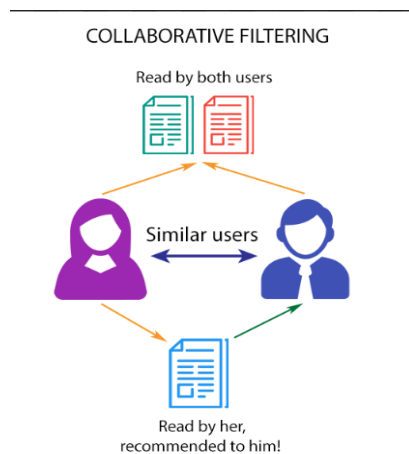 COLLABORATIVE FILTERING
Read by both users
Similar users
Read by her,
recommended to him!